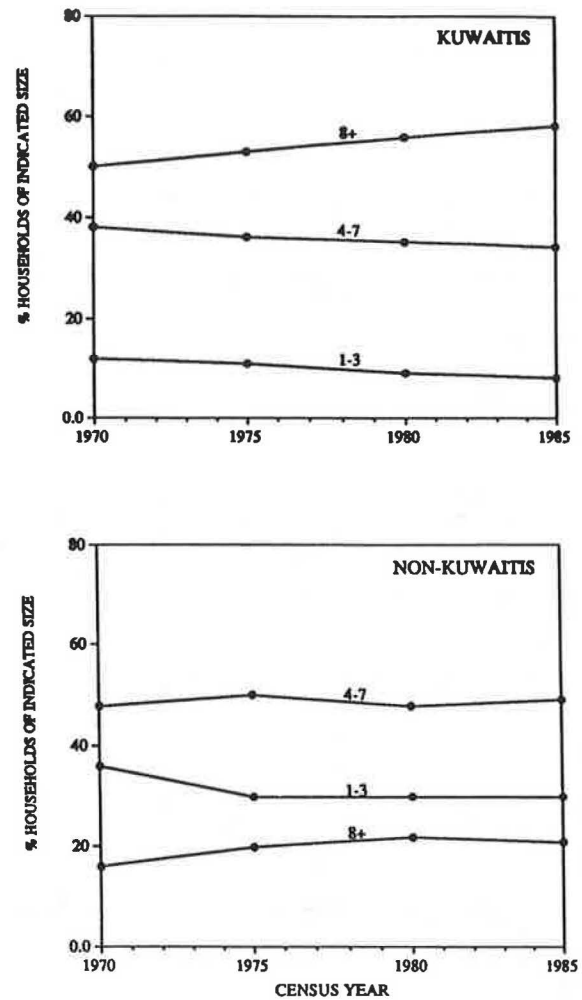 80
KUWAITIS
% HOUSEHOLDS OF INDICATED SIZE
60
8+
40
4-7
20
1-3
0.0
1970 1975 1980 1985
80
NON-KUWAITIS
% HOUSEHOLDS OF INDICATED SIZE
60
4-7
40
1-3
8+
20
0.0
1970 1975 1980 1985
CENSUS YEAR